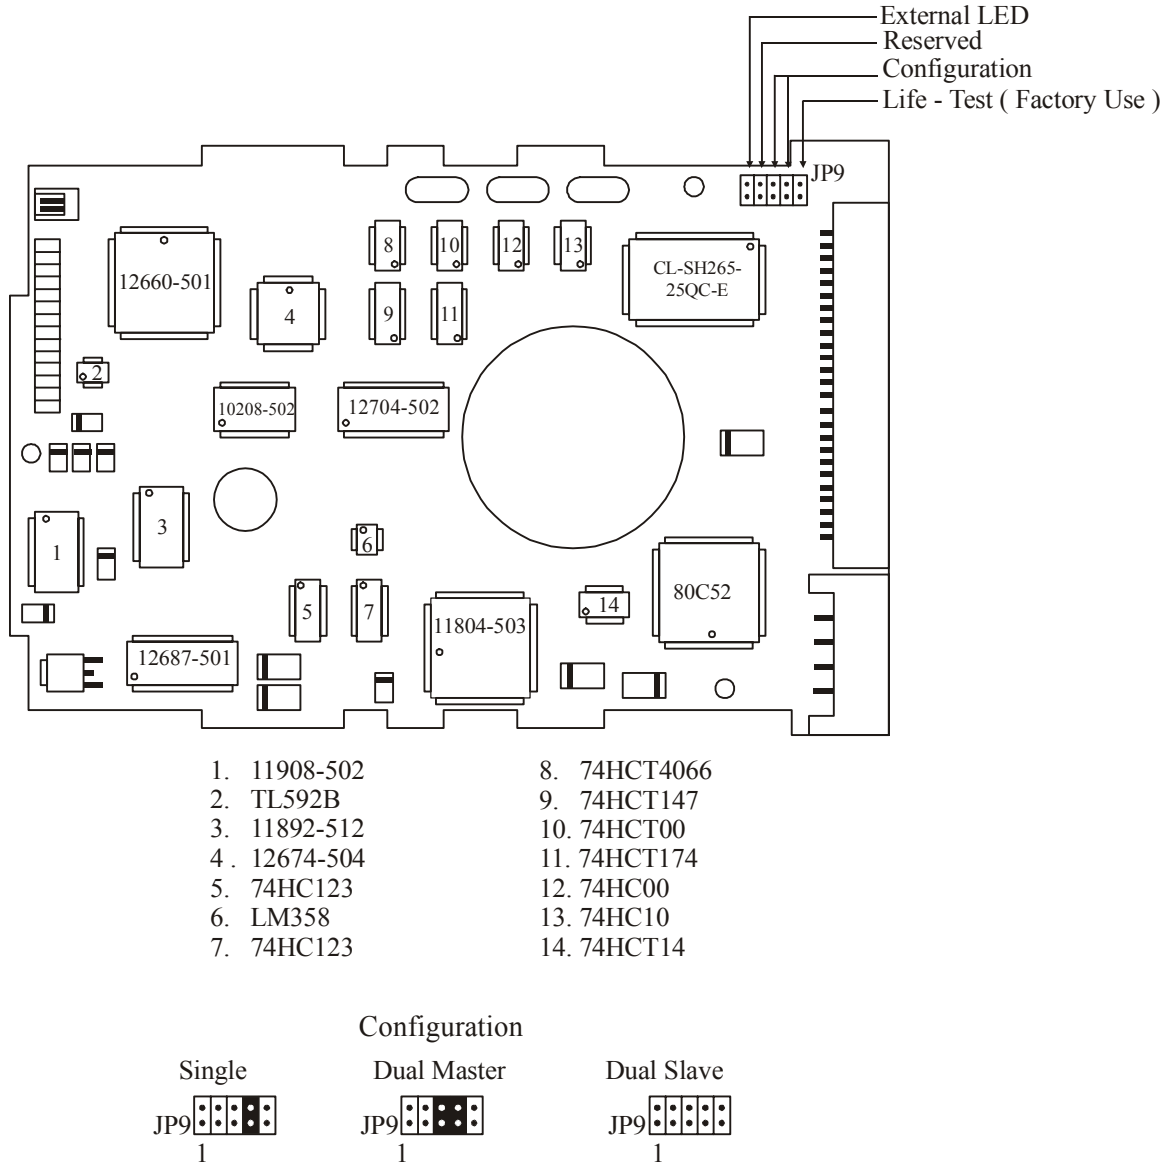 External LED
Reserved
Configuration
Life - Test ( Factory Use )
JP9
8
10
12
13
12660-501
CL-SH265-
25QC-E
4
9
11
2
10208-502
12704-502
3
1
6
5
7
14
80C52
11804-503
12687-501
1. 11908-502
2. TL592B
3. 11892-512
4 . 12674-504
5. 74HC123
6. LM358
7. 74HC123
8. 74HCT4066
9. 74HCT147
10. 74HCT00
11. 74HCT174
12. 74HC00
13. 74HC10
14. 74HCT14
Configuration
Single
Dual Master
Dual Slave
JP9
JP9
JP9
1
1
1